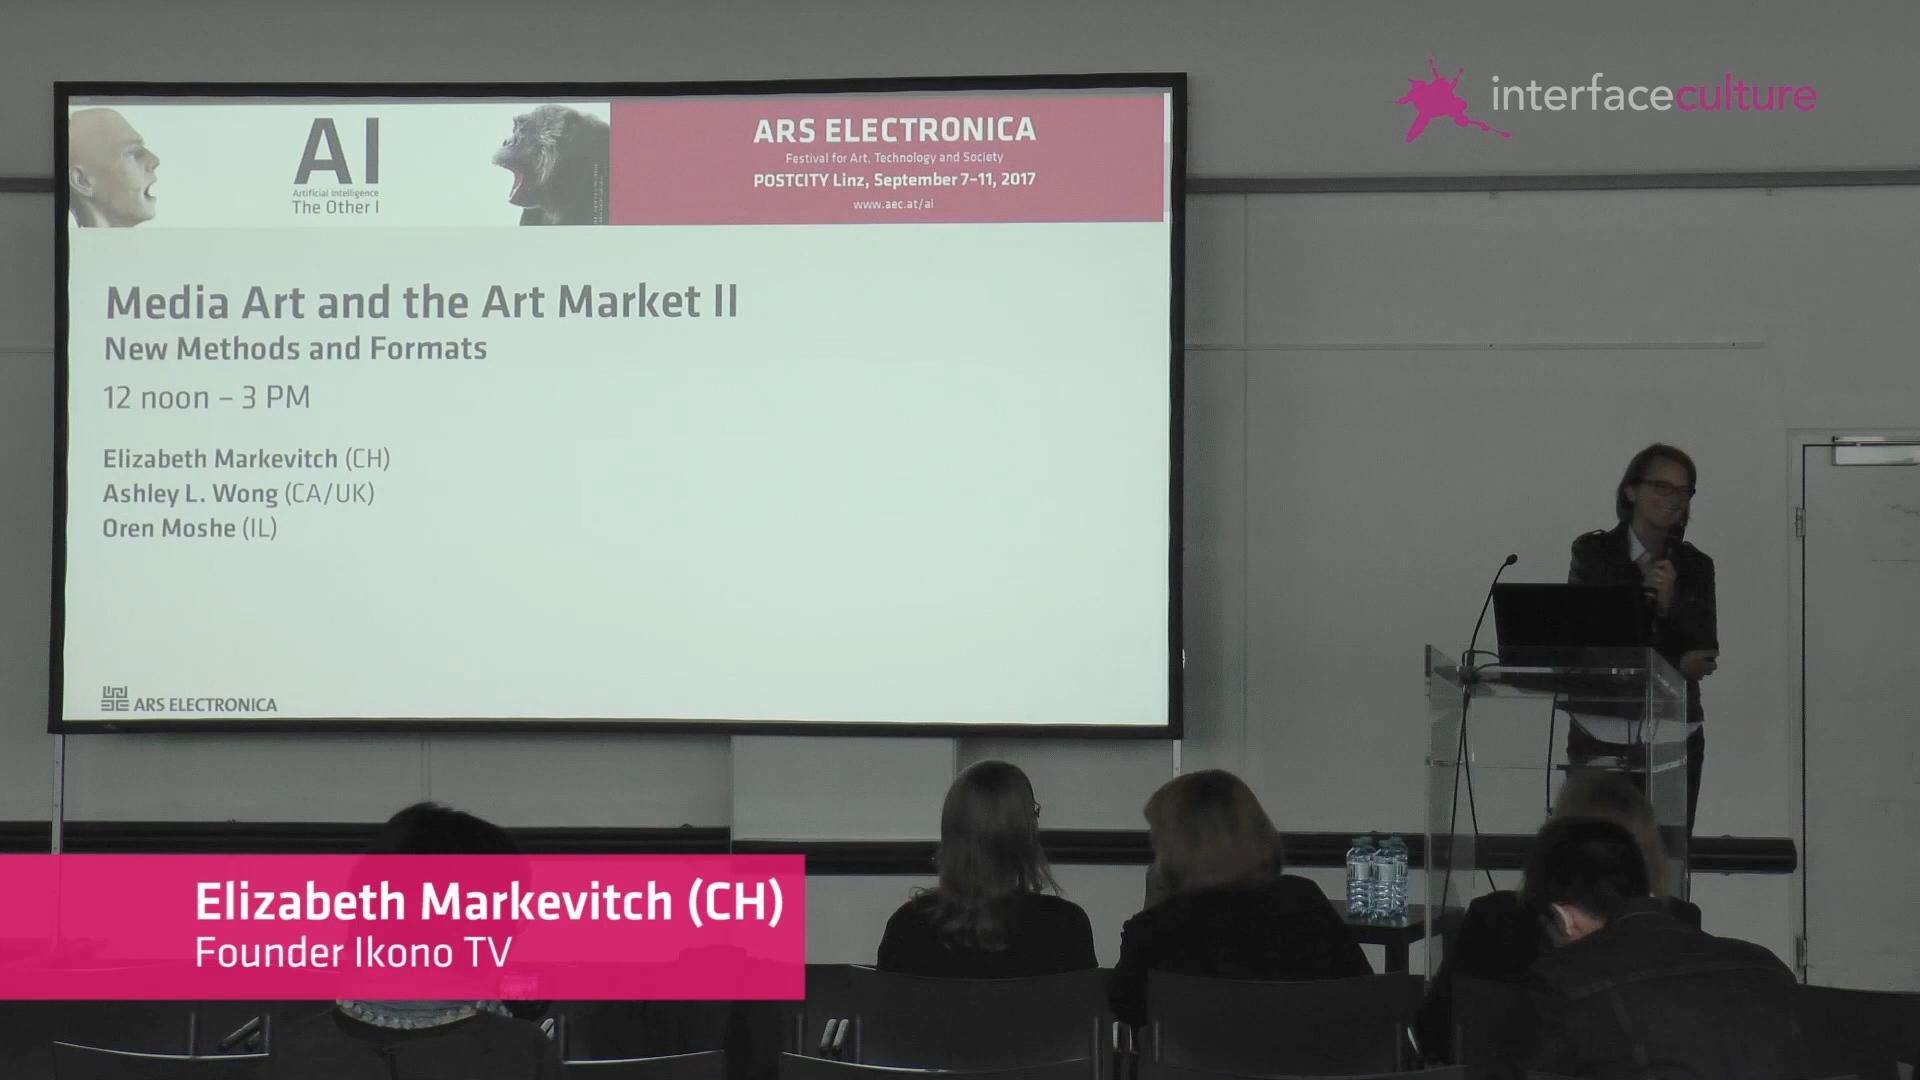 interfaceculture
AI
Artificial Intelligence
The Other I
ARS ELECTRONICA
Festival for Art, Technology and Society
POSTCITY Linz, September 7–11, 2017
www.aec.at/ai
Media Art and the Art Market II
New Methods and Formats
12 noon – 3 PM
Elizabeth Markevitch (CH)
Ashley L. Wong (CA/UK)
Oren Moshe (IL)
ARS ELECTRONICA
Elizabeth Markevitch (CH)
Founder Ikono TV